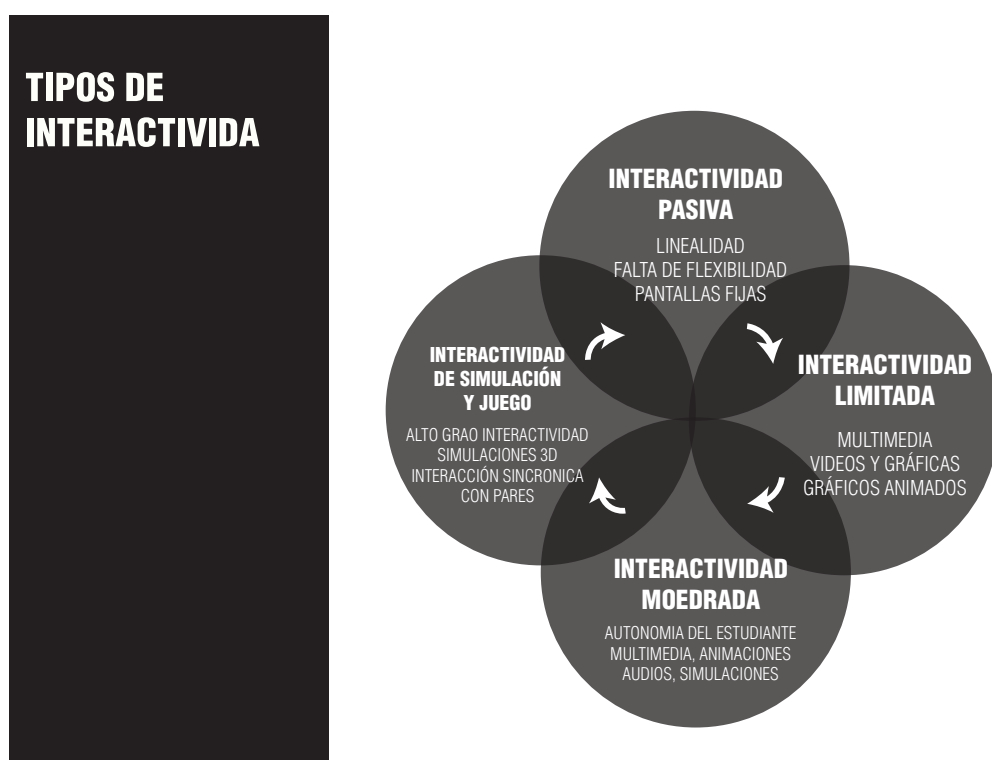 TIPOS DE
INTERACTIVIDA
INTERACTIVIDAD
PASIVA
LINEALIDAD
FALTA DE FLEXIBILIDAD
PANTALLAS FIJAS
INTERACTIVIDAD
LIMITADA
MULTIMEDIA
VIDEOS Y GRÁFICAS
GRÁFICOS ANIMADOS
INTERACTIVIDAD
MOEDRADA
AUTONOMIA DEL ESTUDIANTE
MULTIMEDIA, ANIMACIONES
AUDIOS, SIMULACIONES
INTERACTIVIDAD
DE SIMULACIÓN
Y JUEGO
ALTO GRAO INTERACTIVIDAD
SIMULACIONES 3D
INTERACCIÓN SINCRONICA
CON PARES